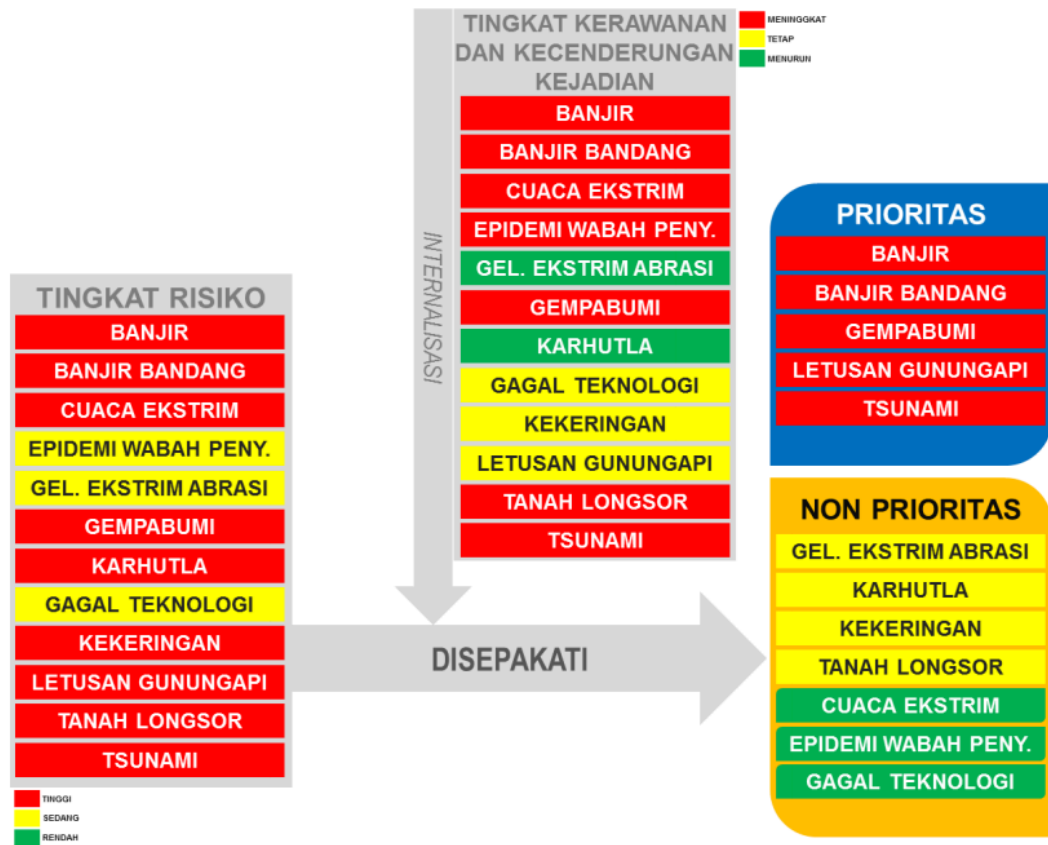 TINGKAT KERAWANAN
DAN KECENDERUNGAN
KEJADIAN
BANJIR
BANJIR BANDANG
CUACA EKSTRIM
EPIDEMI WABAH PENY.
GEL. EKSTRIM ABRASI
GEMPABUMI
KARHUTLA
GAGAL TEKNOLOGI
KEKERINGAN
LETUSAN GUNUNGAPI
TANAH LONGSOR
TSUNAMI
MENINGGKAT
TETAP
MENURUN
INTERNALISASI
TINGKAT RISIKO
BANJIR
BANJIR BANDANG
CUACA EKSTRIM
EPIDEMI WABAH PENY.
GEL. EKSTRIM ABRASI
GEMPABUMI
KARHUTLA
GAGAL TEKNOLOGI
KEKERINGAN
LETUSAN GUNUNGAPI
TANAH LONGSOR
TSUNAMI
TINGGI
SEDANG
RENDAH
DISEPAKATI
PRIORITAS
BANJIR
BANJIR BANDANG
GEMPABUMI
LETUSAN GUNUNGAPI
TSUNAMI
NON PRIORITAS
GEL. EKSTRIM ABRASI
KARHUTLA
KEKERINGAN
TANAH LONGSOR
CUACA EKSTRIM
EPIDEMI WABAH PENY.
GAGAL TEKNOLOGI